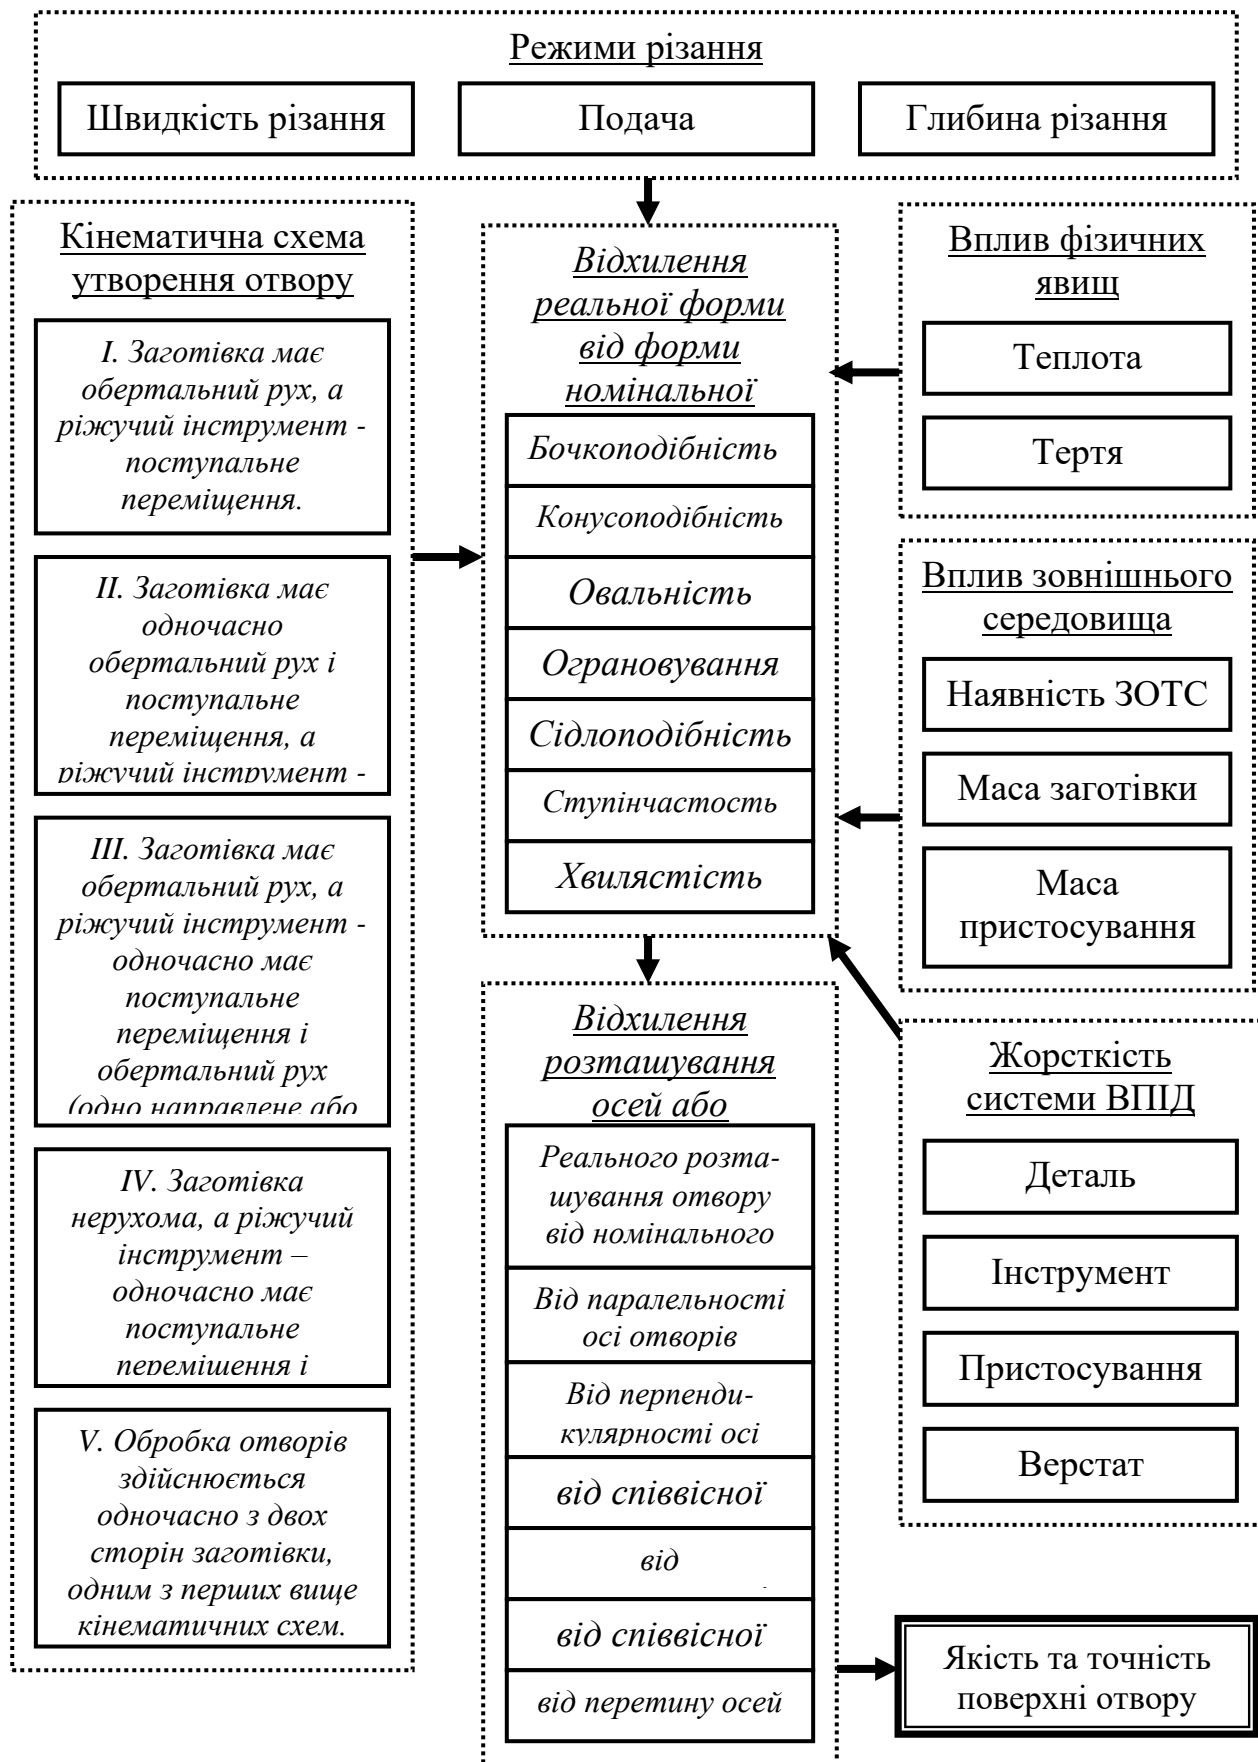 Режими різання
Швидкість різання
Подача
Глибина різання
Кінематична схема
утворення отвору
І. Заготівка має
обертальний рух, а
ріжучий інструмент -
поступальне
переміщення.
ІІ. Заготівка має
одночасно
обертальний рух і
поступальне
переміщення, а
ріжучий інструмент -
ІІІ. Заготівка має
обертальний рух, а
ріжучий інструмент -
одночасно має
поступальне
переміщення і
обертальний рух
(одно направлене або
IV. Заготівка
нерухома, а ріжучий
інструмент –
одночасно має
поступальне
переміщення і
V. Обробка отворів
здійснюється
одночасно з двох
сторін заготівки,
одним з перших вище
кінематичних схем.
Відхилення
реальної форми
від форми
номінальної
Бочкоподібність
Конусоподібність
Овальність
Ограновування
Сідлоподібність
Ступінчастость
Хвилястість
Відхилення
розташування
осей або
Реального розта-
шування отвору
від номінального
Від паралельності
осі отворів
Від перпенди-
кулярності осі
від співвісної
від
від співвісної
від перетину осей
Вплив фізичних
явищ
Теплота
Тертя
Вплив зовнішнього
середовища
Наявність ЗОТС
Маса заготівки
Маса
пристосування
Жорсткість
системи ВПІД
Деталь
Інструмент
Пристосування
Верстат
Якість та точність
поверхні отвору